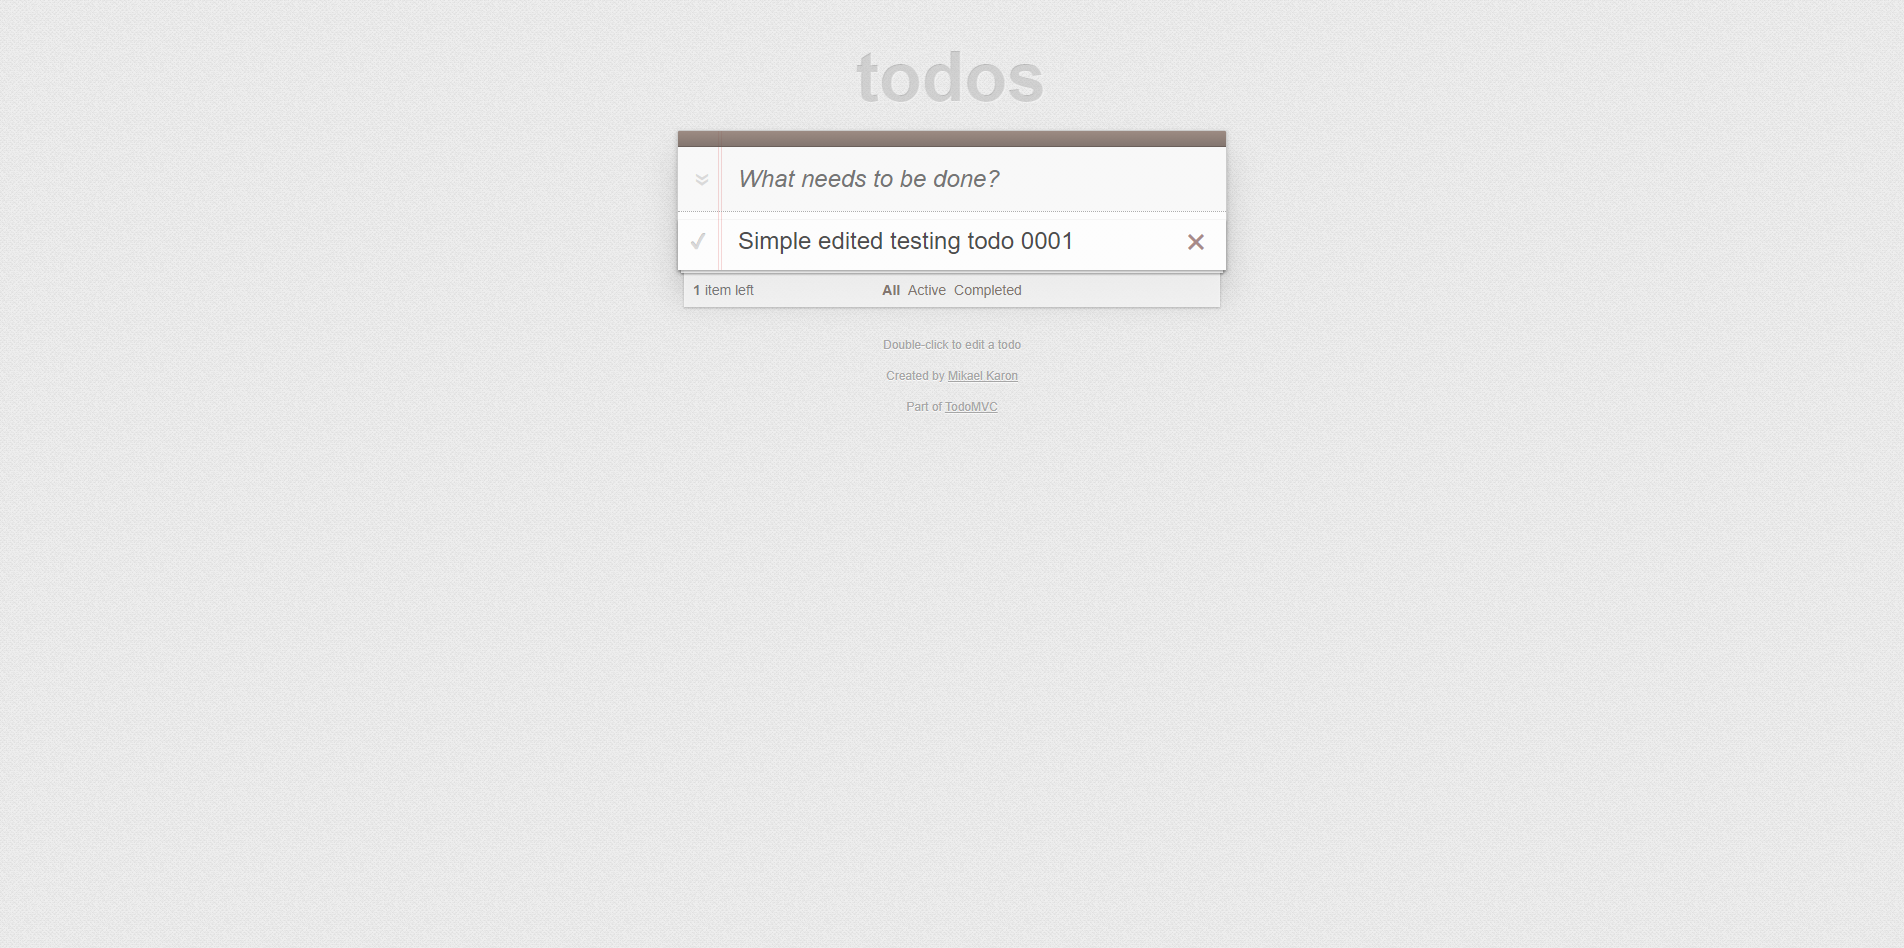 todos
What needs to be done?
Simple edited testing todo 0001
1 item left All Active Completed
Double-click to edit a todo
Created by Mikael Karon
Part of TodoMVC